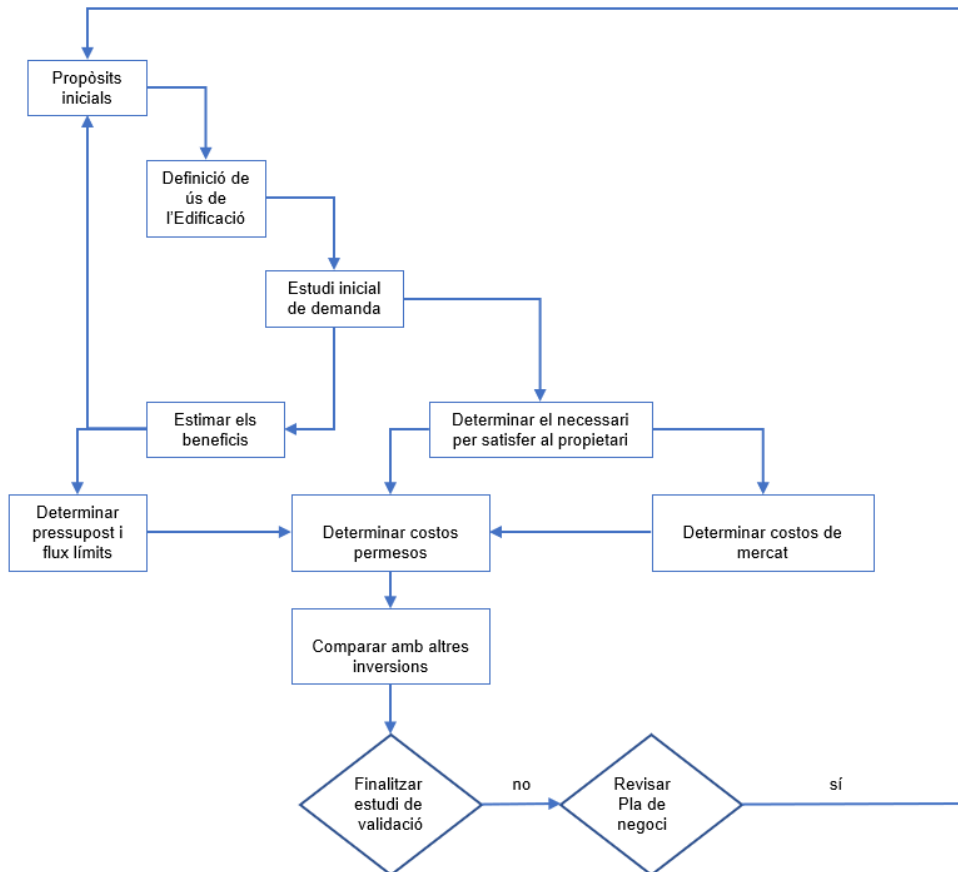 Propòsits
inicials
Definició de
ús de
l'Edificació
Estudi inicial
de demanda
Estimar els
beneficis
Determinar el necessari
per satisfer al propietari
Determinar
pressupost i
flux límits
Determinar costos
permesos
Determinar costos de
mercat
Comparar amb altres
inversions
Finalitzar
estudi de
validació
no
Revisar
Pla de
negoci
sí